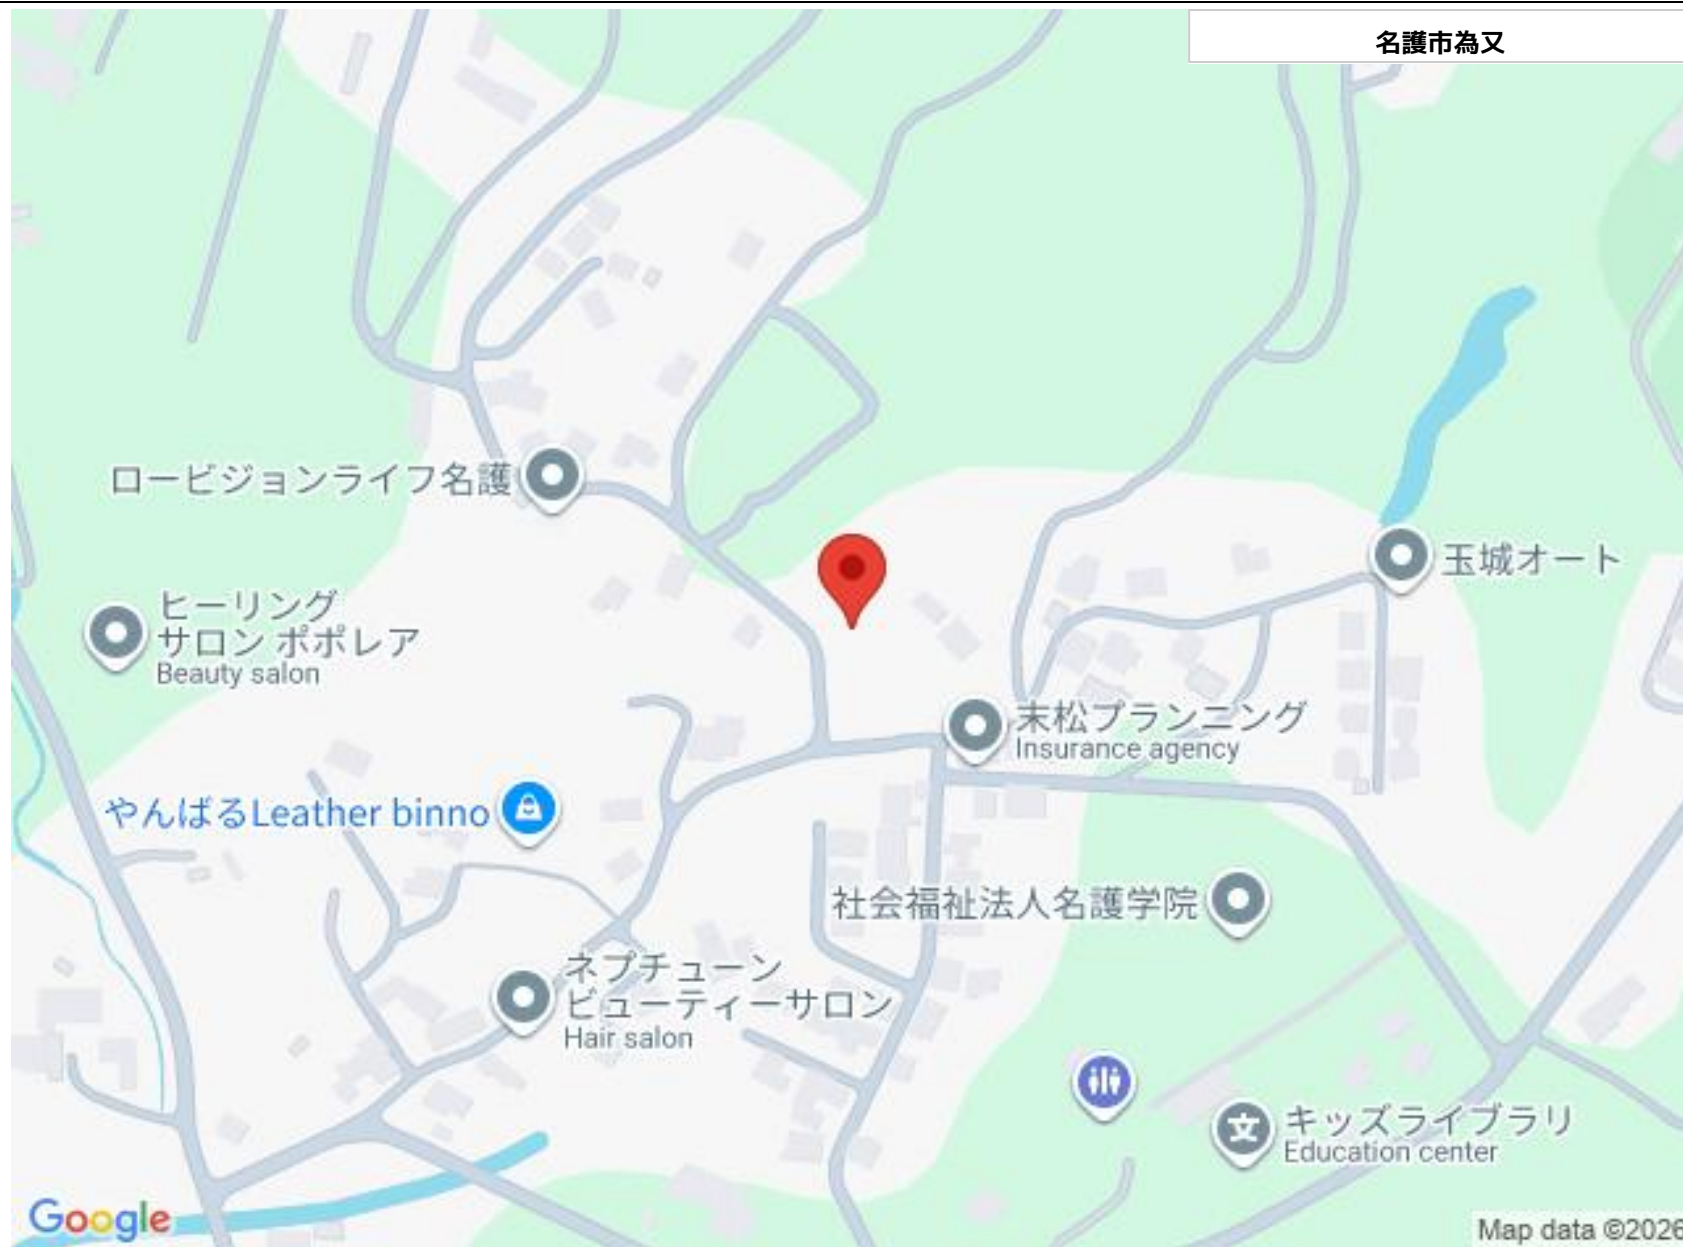 名護市為又
ロービジョンライフ名護
玉城オート
ヒーリング
サロン ポポレア
Beauty salon
末松プランニング
Insurance agency
やんばるLeather binno
社会福祉法人名護学院
ネプチューン
ビューティーサロン
Hair salon
文
キッズライブラリ
Education center
Google
Map data ©2026